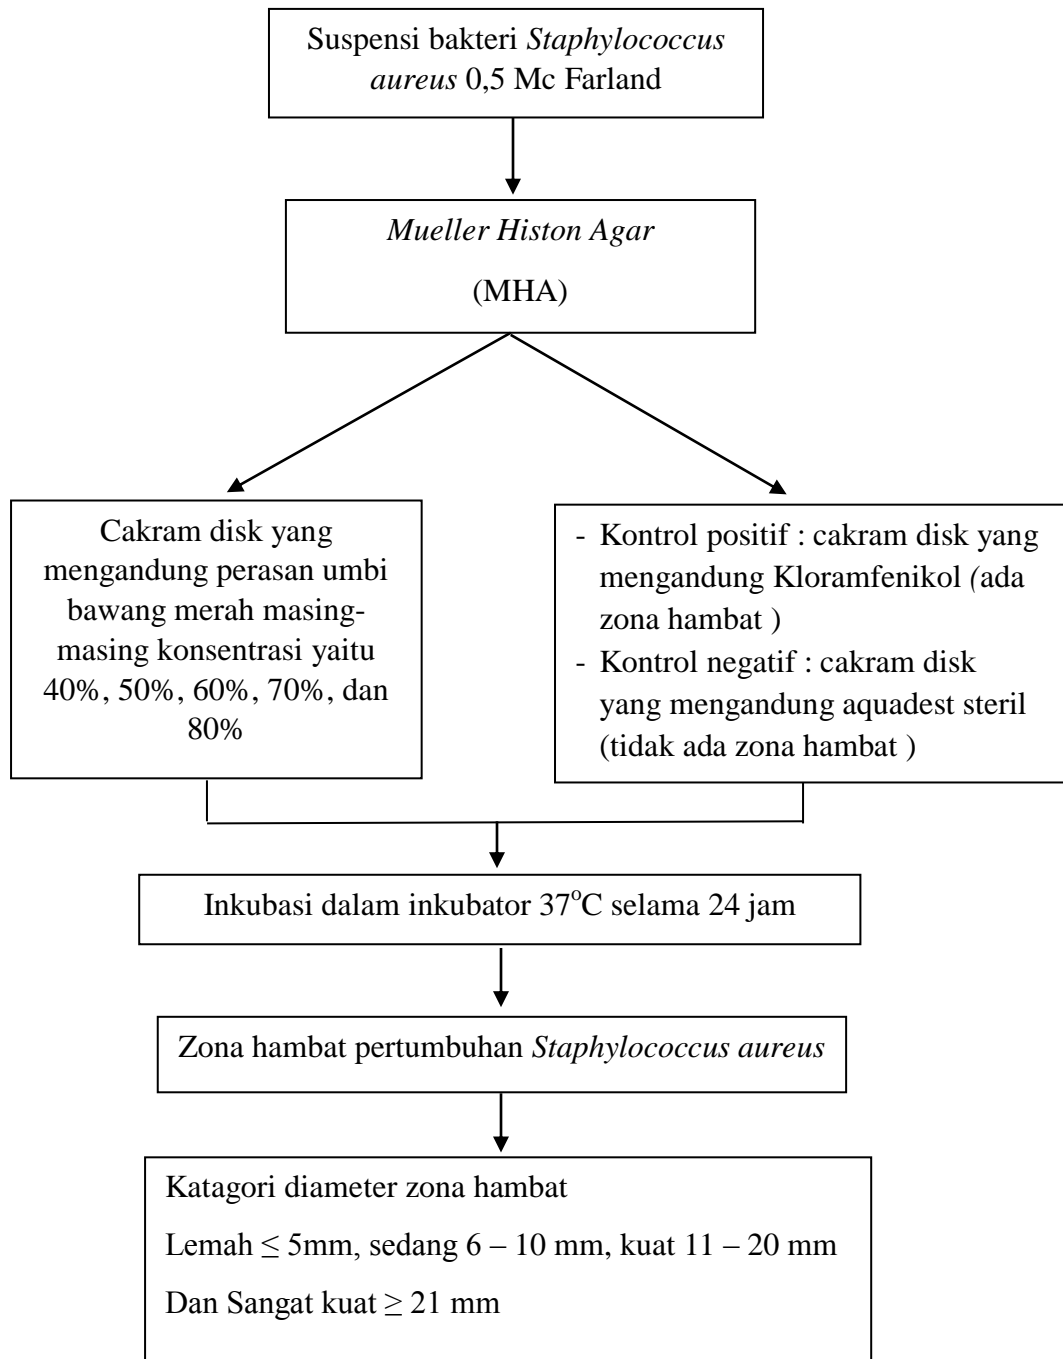 Suspensi bakteri Staphylococcus
aureus 0,5 Mc Farland
Mueller Histon Agar
(MHA)
Cakram disk yang
mengandung perasan umbi
bawang merah masing-
masing konsentrasi yaitu
40%, 50%, 60%, 70%, dan
80%
- Kontrol positif : cakram disk yang
mengandung Kloramfenikol (ada
zona hambat )
- Kontrol negatif : cakram disk
yang mengandung aquadest steril
(tidak ada zona hambat )
Inkubasi dalam inkubator 37°C selama 24 jam
Zona hambat pertumbuhan Staphylococcus aureus
Katagori diameter zona hambat
Lemah ≤ 5mm, sedang 6 – 10 mm, kuat 11 – 20 mm
Dan Sangat kuat ≥ 21 mm